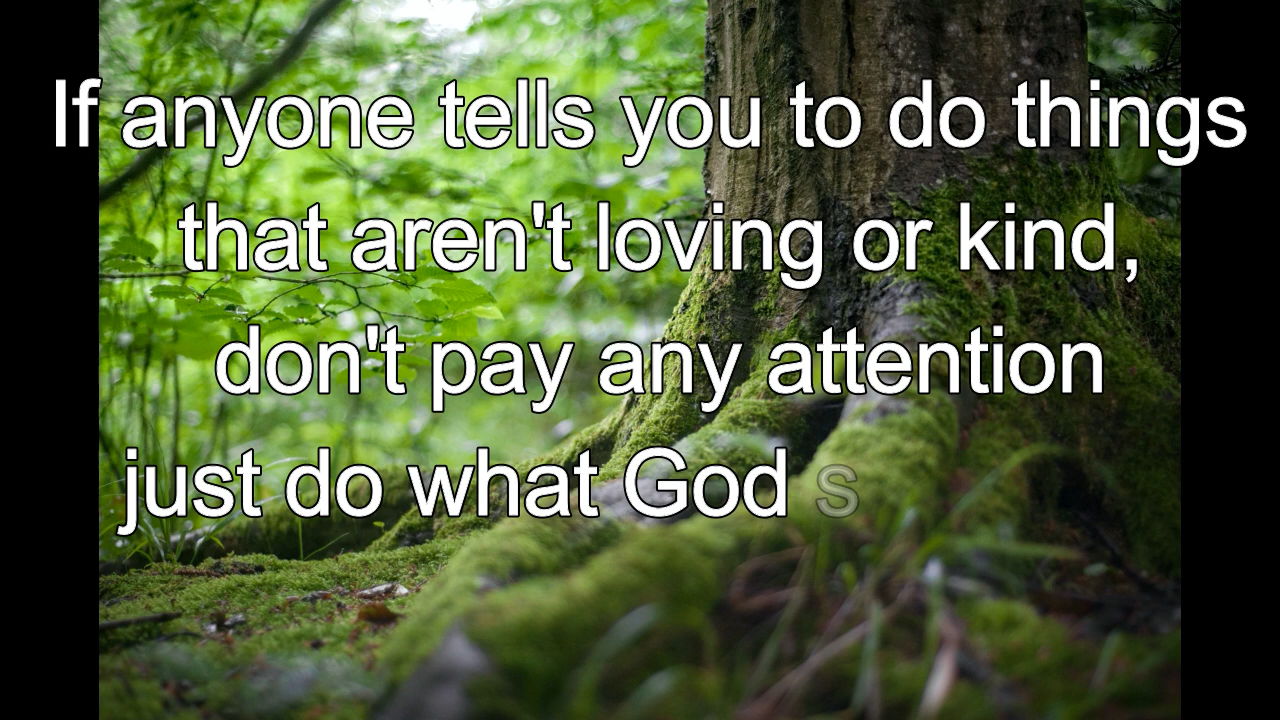 If anyone tells you to do things
that aren't loving or kind,
don't pay any attention
just do what God s